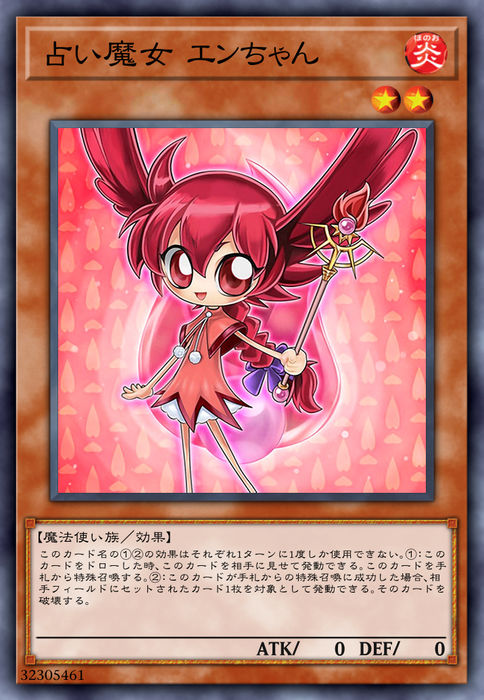 占い魔女 エンちゃん
ほのお
炎
【魔法使い族／効果】
このカード名の①②の効果はそれぞれ1ターンに1度しか使用できない。①：この
カードをドローした時、このカードを相手に見せて発動できる。このカードを手
札から特殊召喚する。②：このカードが手札からの特殊召喚に成功した場合、相
手フィールドにセットされたカード1枚を対象として発動できる。そのカードを
破壊する。
ATK/ 0 DEF/ 0
32305461